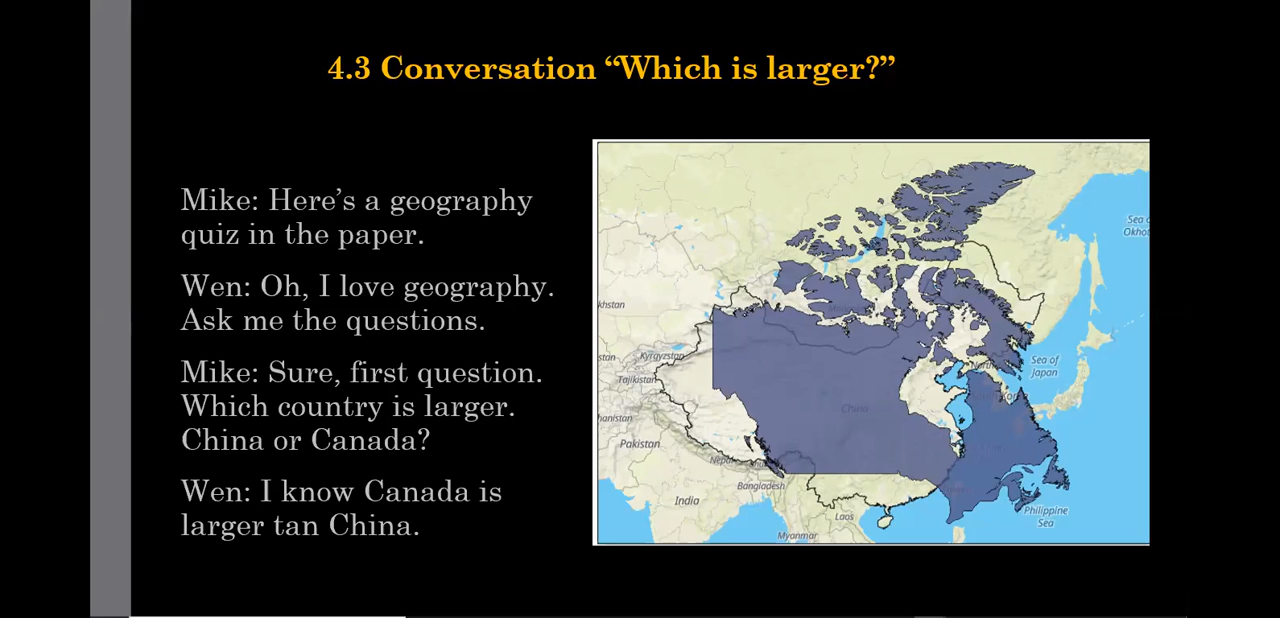 4.3 Conversation “Which is larger?”
Mike: Here’s a geography
quiz in the paper.
Wen: Oh, I love geography.
Ask me the questions.
Mike: Sure, first question.
Which country is larger.
China or Canada?
Wen: I know Canada is
larger tan China.
Sea o
Okhot
khstan
stan
Kyrgyzstan
Tajikistan
hanistan
Pakistan
Nepal
India
Bangladesh
Myanmar
Laos
China
North
Sea of
Japan
Philippine
Sea